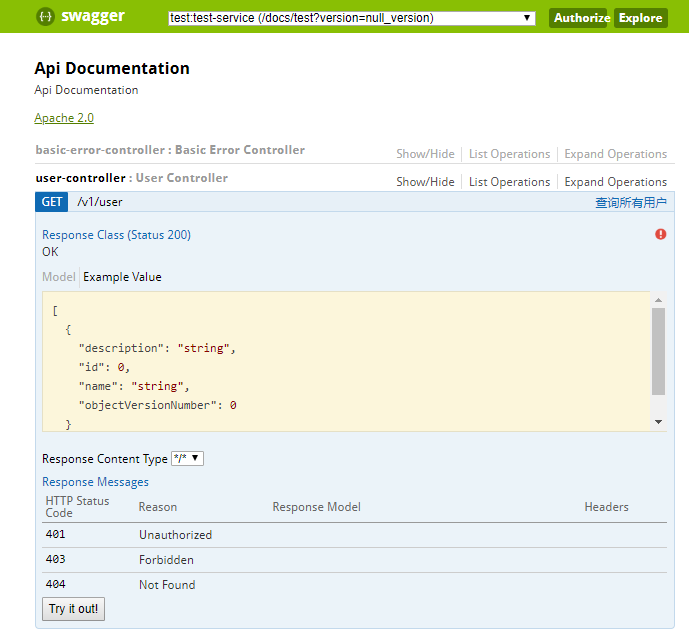 {··} swagger test:test-service (/docs/test?version=null_version) Authorize Explore
Api Documentation
Api Documentation
Apache 2.0
basic-error-controller : Basic Error Controller Show/Hide List Operations Expand Operations
user-controller : User Controller Show/Hide List Operations Expand Operations
GET /v1/user 查询所有用户
Response Class (Status 200)
OK
Model Example Value
[
{
"description": "string",
"id": 0,
"name": "string",
"objectVersionNumber": 0
}
Response Content Type */*
Response Messages
HTTP Status Code Reason Response Model Headers
401 Unauthorized
403 Forbidden
404 Not Found
Try it out!